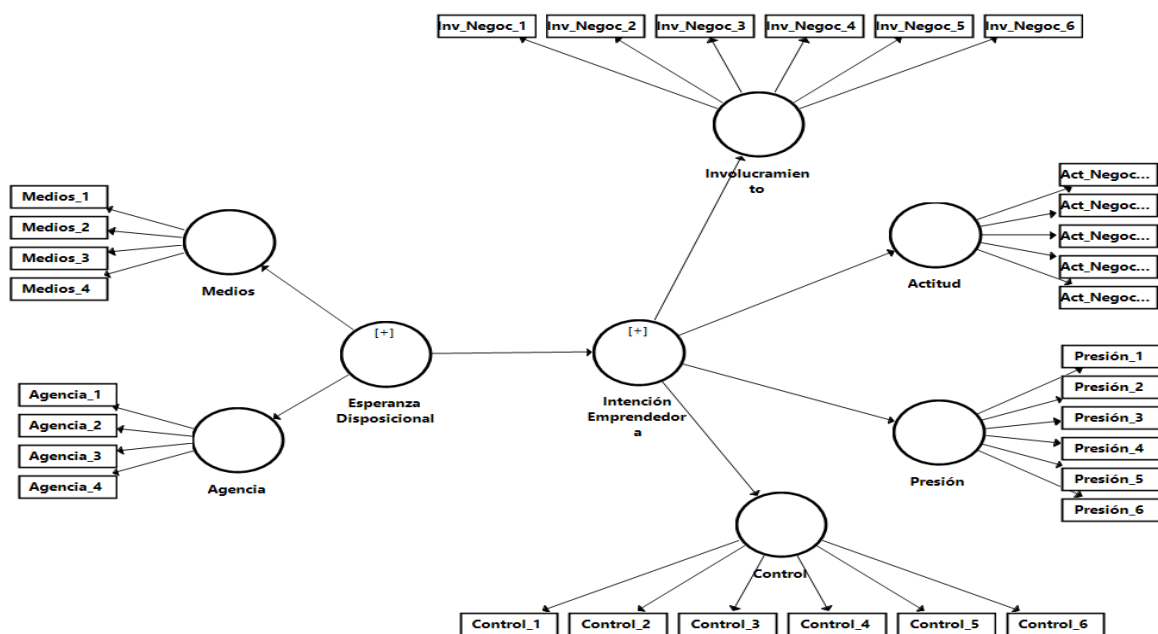 Inv_Negoc_1 Inv_Negoc_2 Inv_Negoc_3 Inv_Negoc_4 Inv_Negoc_5 Inv_Negoc_6
Involucramien
to
Act_Negoc...
Act_Negoc...
Act_Negoc...
Act_Negoc...
Act_Negoc...
Actitud
Medios_1
Medios_2
Medios_3
Medios_4
Medios
[+]
Esperanza
Disposicional
[+]
Intención
Emprendedor
a
Presión_1
Presión_2
Presión_3
Presión_4
Presión_5
Presión_6
Presión
Agencia_1
Agencia_2
Agencia_3
Agencia_4
Agencia
Control
Control_1 Control_2 Control_3 Control_4 Control_5 Control_6